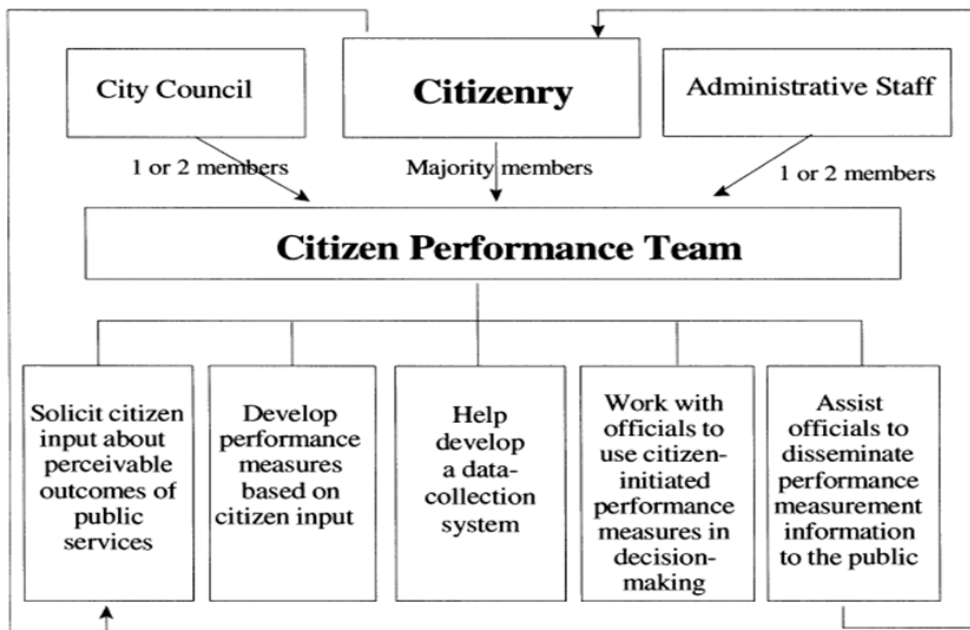 City Council
Citizenry
Administrative Staff
1 or 2 members
Majority members
1 or 2 members
Citizen Performance Team
Solicit citizen
input about
perceivable
outcomes of
public
services
Develop
performance
measures
based on
citizen input
Help
develop
a data-
collection
system
Work with
officials to
use citizen-
initiated
performance
measures in
decision-
making
Assist
officials to
disseminate
performance
measurement
information
to the public